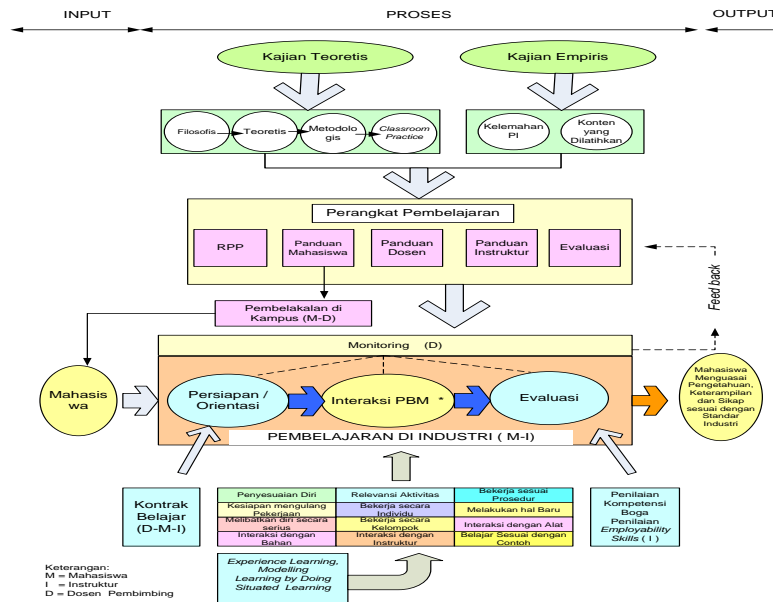 INPUT
PROSES
OUTPUT
Kajian Teoretis
Kajian Empiris
Filosofis
Teoretis
Metodolo
gis
Classroom
Practice
Kelemahan
PI
Konten
yang
Dilatihkan
Perangkat Pembelajaran
RPP
Panduan
Mahasiswa
Panduan
Dosen
Panduan
Instruktur
Evaluasi
Feed back
Pembelakalan di
Kampus (M-D)
Monitoring (D)
Mahasis
wa
Persiapan /
Orientasi
Interaksi PBM *
Evaluasi
Mahasiswa
Menguasai
Pengetahuan,
Keterampilan
dan Sikap
sesuai dengan
Standar
Industri
PEMBELAJARAN DI INDUSTRI ( M-I)
Kontrak
Belajar
(D-M-I)
Penyesuaian Diri
Relevansi Aktivitas
Bekerja sesuai
Prosedur
Kesiapan mengulang
Pekerjaan
Bekerja secara
Individu
Melakukan hal Baru
Melibatkan diri secara
serius
Bekerja secara
Kelompok
Interaksi dengan Alat
Interaksi dengan
Bahan
Interaksi dengan
Instruktur
Belajar Sesuai dengan
Contoh
Penilaian
Kompetensi
Boga
Penilaian
Employability
Skills ( I )
Experience Learning,
Modelling
Learning by Doing
Situated Learning
Keterangan:
M = Mahasiswa
I = Instruktur
D = Dosen Pembimbing